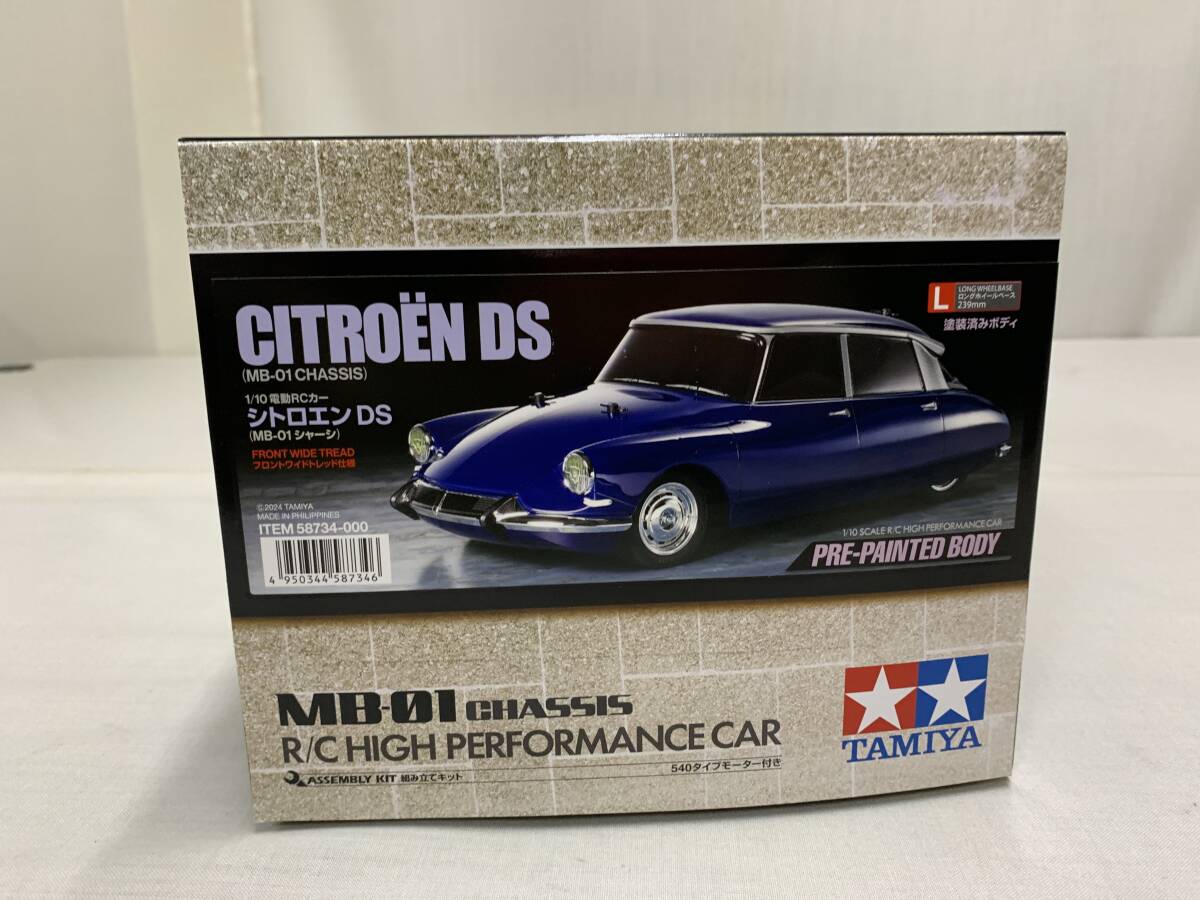 CITROËN DS
(MB-01 CHASSIS)
1/10 電動RCカー
シトロエン DS
(MB-01 シャーシ)
FRONT WIDE TREAD
フロントワイドトレッド仕様
©2024 TAMIYA
MADE IN PHILIPPINES
ITEM 58734-000
4 950344 587346
L
LONG WHEELBASE
ロングホイールベース
239mm
塗装済みボディ
1/10 SCALE R/C HIGH PERFORMANCE CAR
PRE-PAINTED BODY
MB-01 CHASSIS
R/C HIGH PERFORMANCE CAR
ASSEMBLY KIT 組み立てキット
540タイプモーター付き
TAMIYA